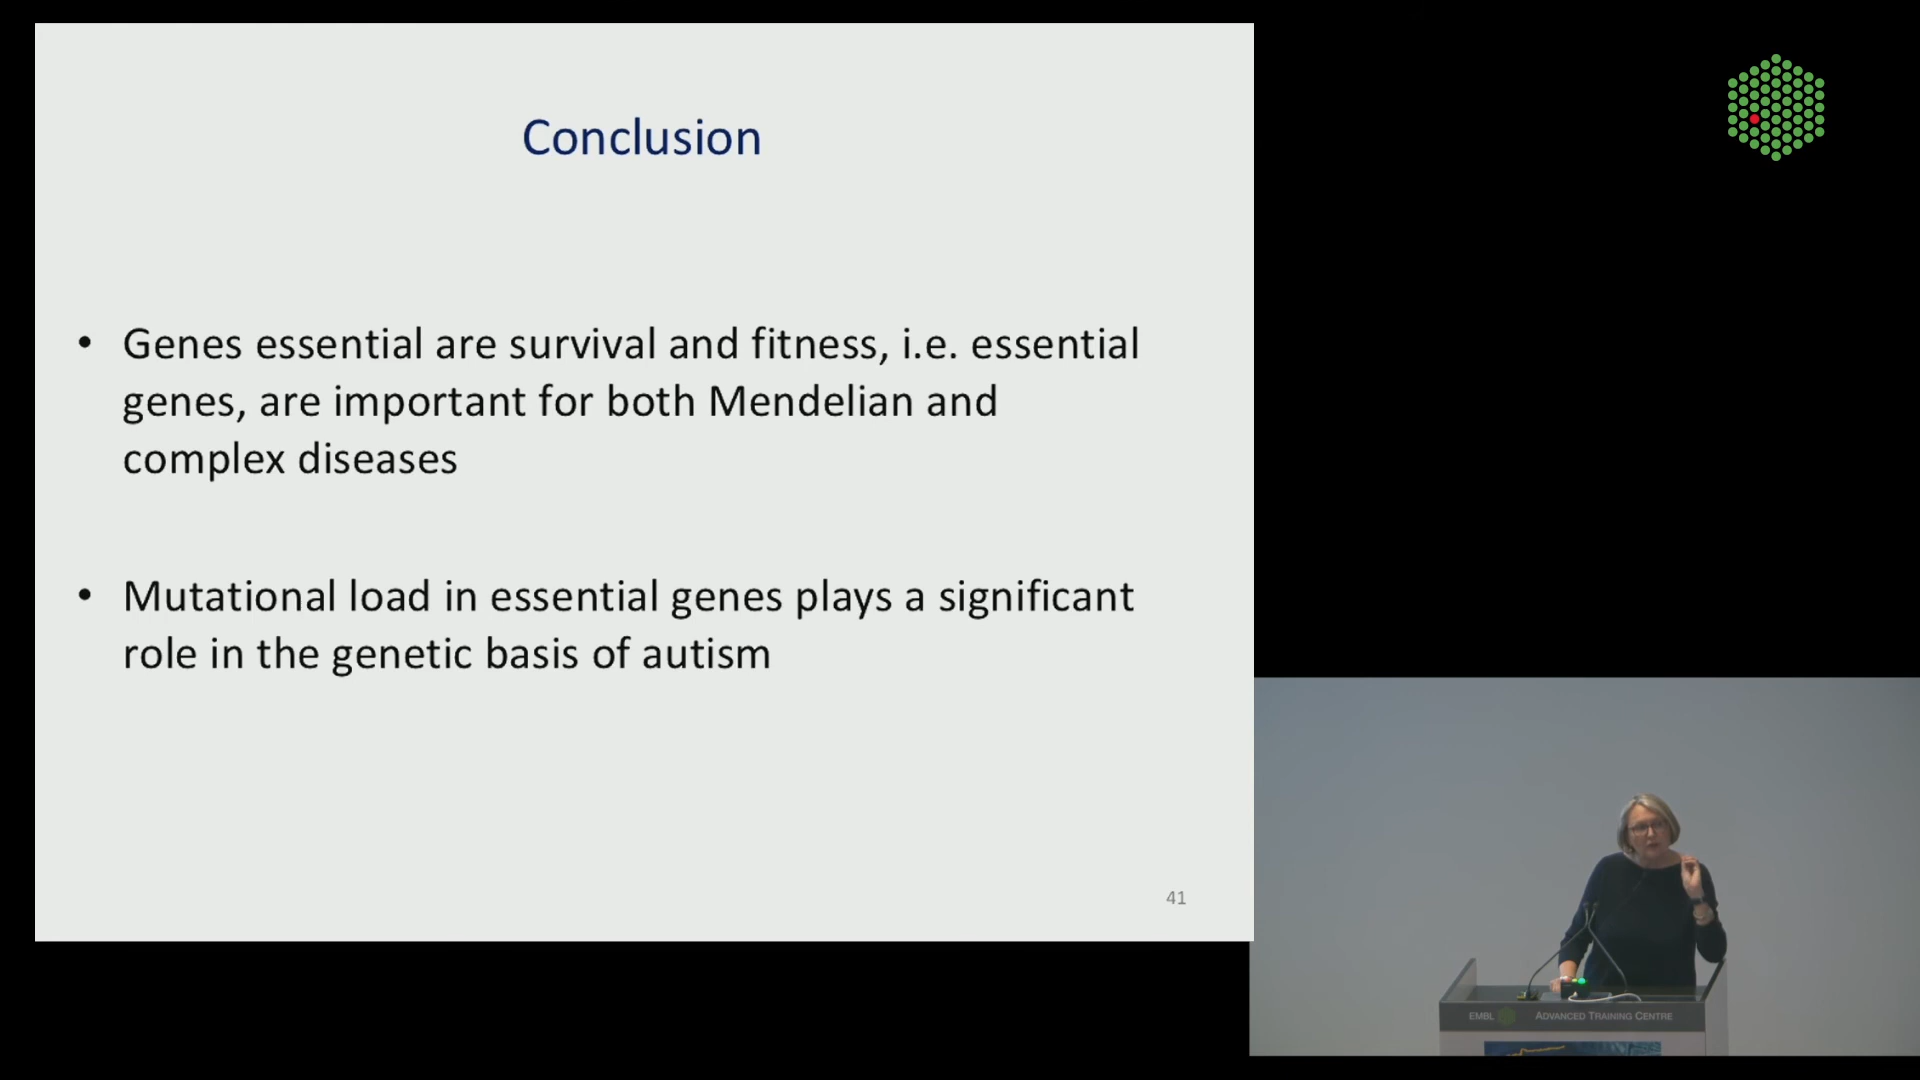 Conclusion
• Genes essential are survival and fitness, i.e. essential
genes, are important for both Mendelian and
complex diseases
• Mutational load in essential genes plays a significant
role in the genetic basis of autism
41
EMBL ADVANCED TRAINING CENTRE